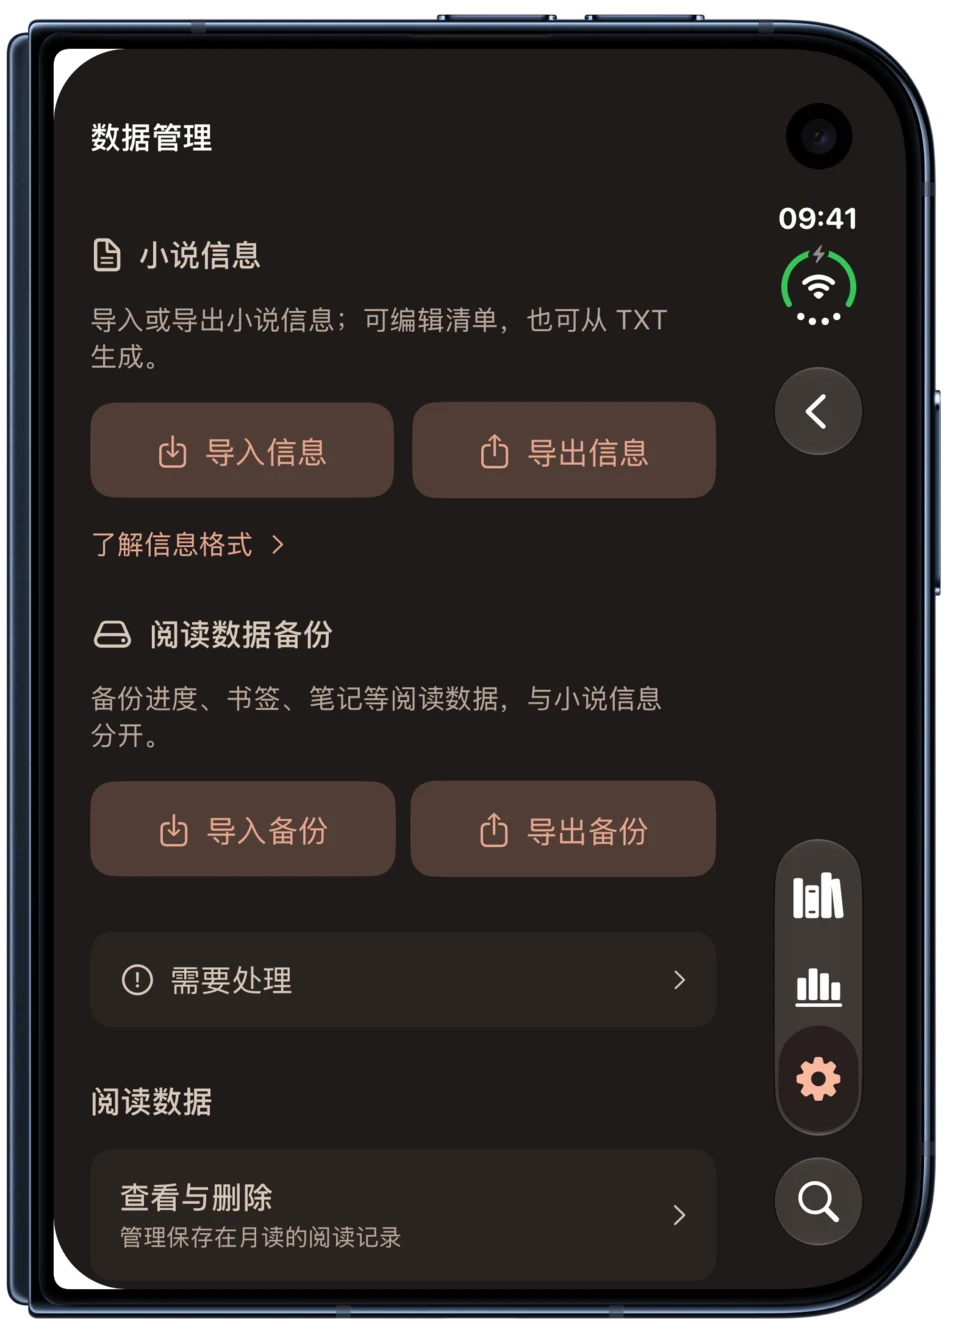 数据管理
09:41
小说信息
导入或导出小说信息；可编辑清单，也可从 TXT
生成。
导入信息
导出信息
了解信息格式
阅读数据备份
备份进度、书签、笔记等阅读数据，与小说信息
分开。
导入备份
导出备份
需要处理
阅读数据
查看与删除
管理保存在月读的阅读记录